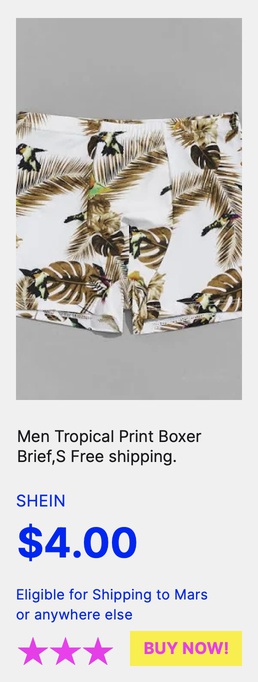 Men Tropical Print Boxer
Brief,S Free shipping.
SHEIN
$4.00
Eligible for Shipping to Mars
or anywhere else
BUY NOW!